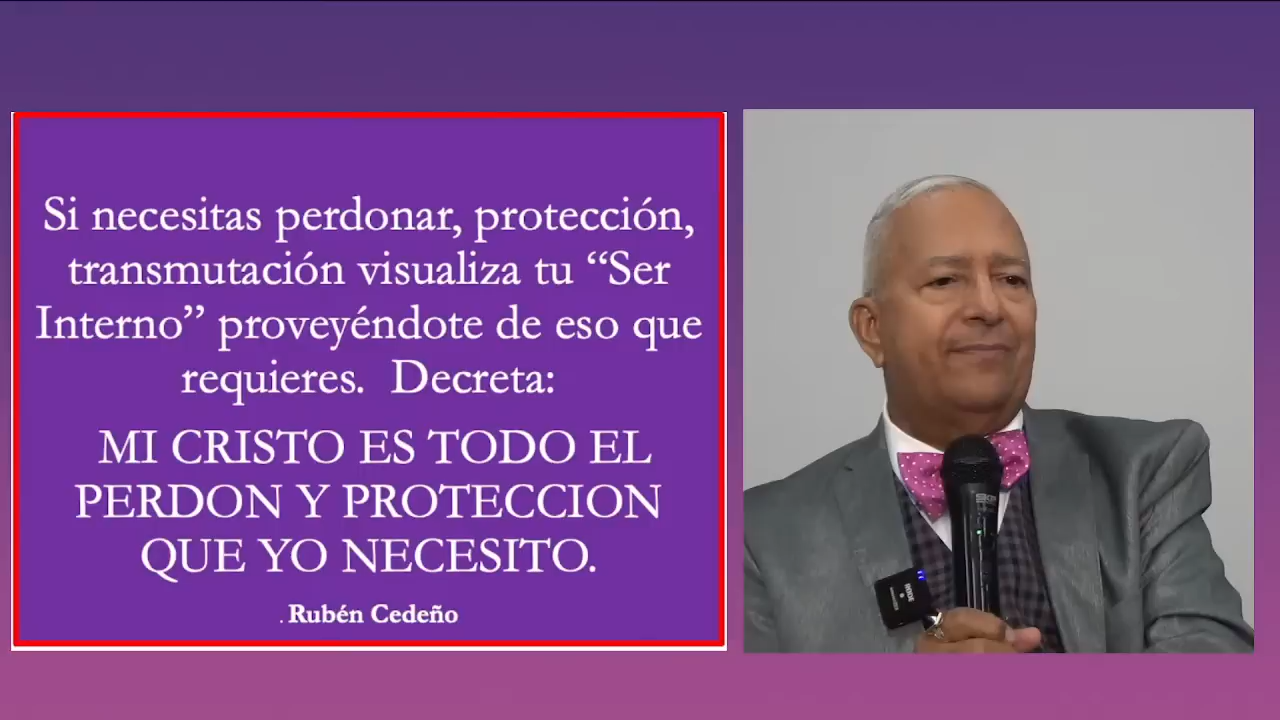 Si necesitas perdonar, protección,
transmutación visualiza tu “Ser
Interno” proveyéndote de eso que
requieres.  Decreta:
MI CRISTO ES TODO EL
PERDON Y PROTECCION
QUE YO NECESITO.
. Rubén Cedeño
RODE